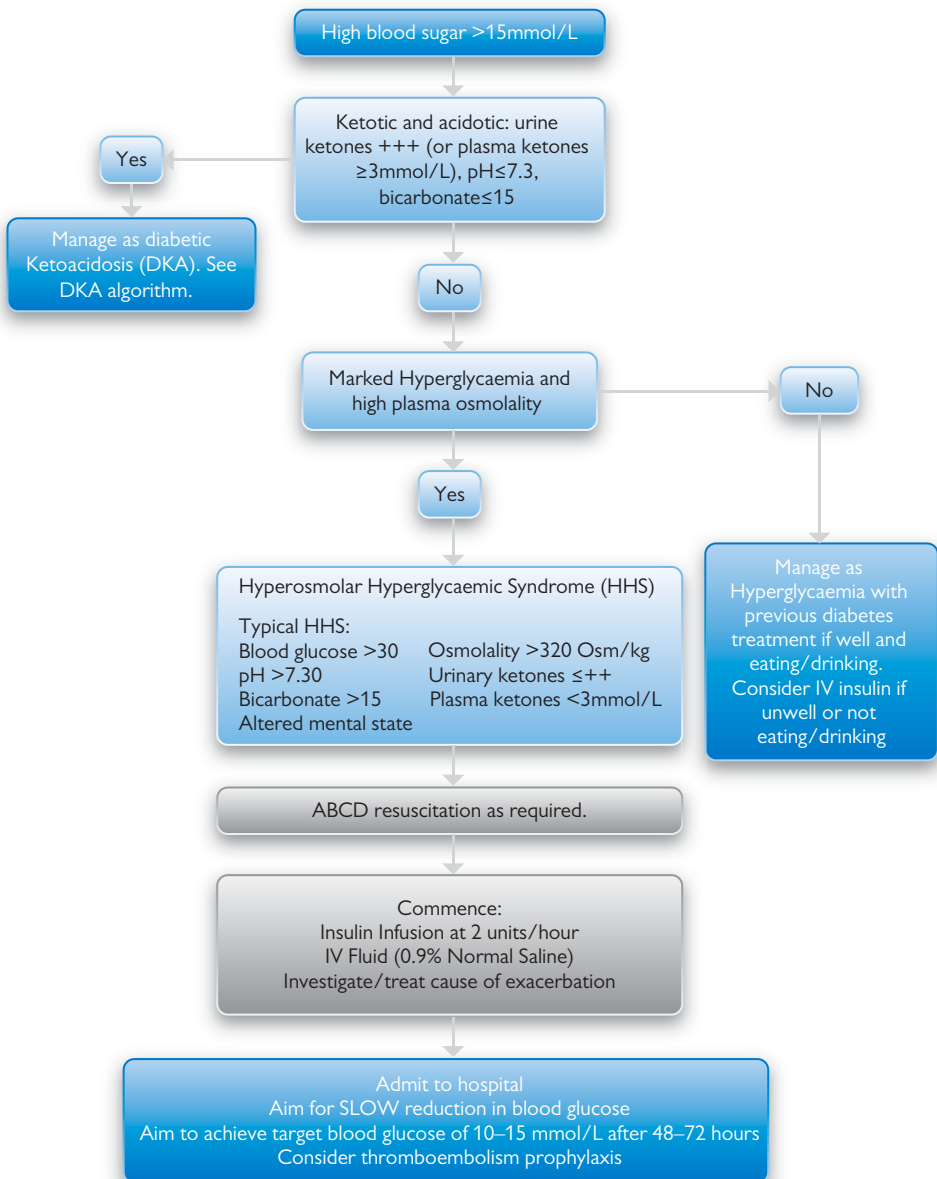 High blood sugar >15mmol/L
Ketotic and acidotic: urine
ketones +++ (or plasma ketones
≥3mmol/L), pH≤7.3,
bicarbonate≤15
Yes
Manage as diabetic
Ketoacidosis (DKA). See
DKA algorithm.
No
Marked Hyperglycaemia and
high plasma osmolality
No
Yes
Manage as
Hyperglycaemia with
previous diabetes
treatment if well and
eating/drinking.
Consider IV insulin if
unwell or not
eating/drinking
Hyperosmolar Hyperglycaemic Syndrome (HHS)
Typical HHS:
Blood glucose >30
pH >7.30
Bicarbonate >15
Altered mental state
Osmolality >320 Osm/kg
Urinary ketones ≤++
Plasma ketones <3mmol/L
ABCD resuscitation as required.
Commence:
Insulin Infusion at 2 units/hour
IV Fluid (0.9% Normal Saline)
Investigate/treat cause of exacerbation
Admit to hospital
Aim for SLOW reduction in blood glucose
Aim to achieve target blood glucose of 10–15 mmol/L after 48–72 hours
Consider thromboembolism prophylaxis